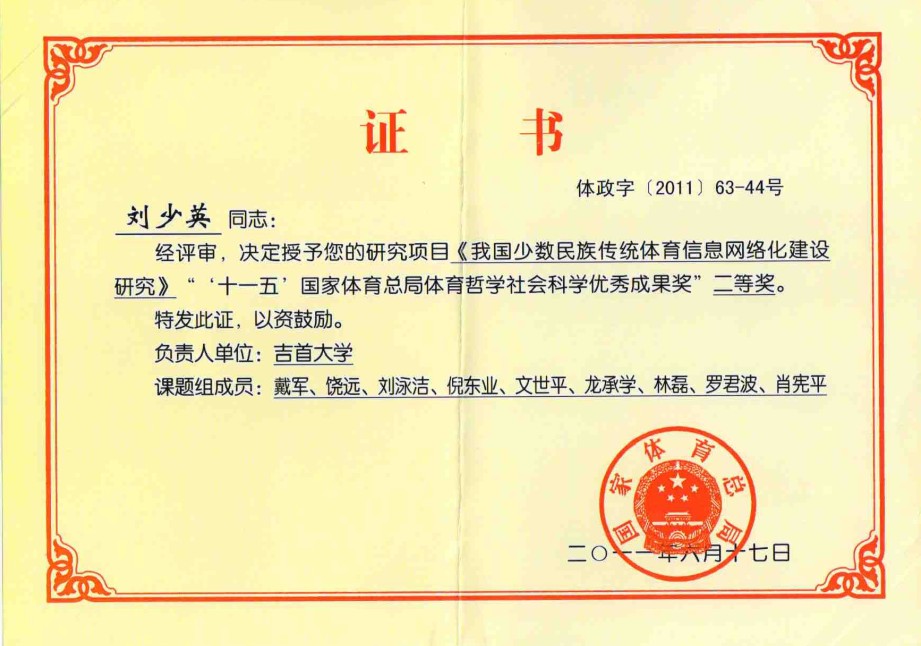 证 书
体政字〔2011〕63-44号
刘少英 同志：
经评审，决定授予您的研究项目《我国少数民族传统体育信息网络化建设
研究》“‘十一五’国家体育总局体育哲学社会科学优秀成果奖”二等奖。
特发此证，以资鼓励。
负责人单位：吉首大学
课题组成员：戴军、饶远、刘泳洁、倪东业、文世平、龙承学、林磊、罗君波、肖宪平
国家体育总局
二〇一一年六月十七日